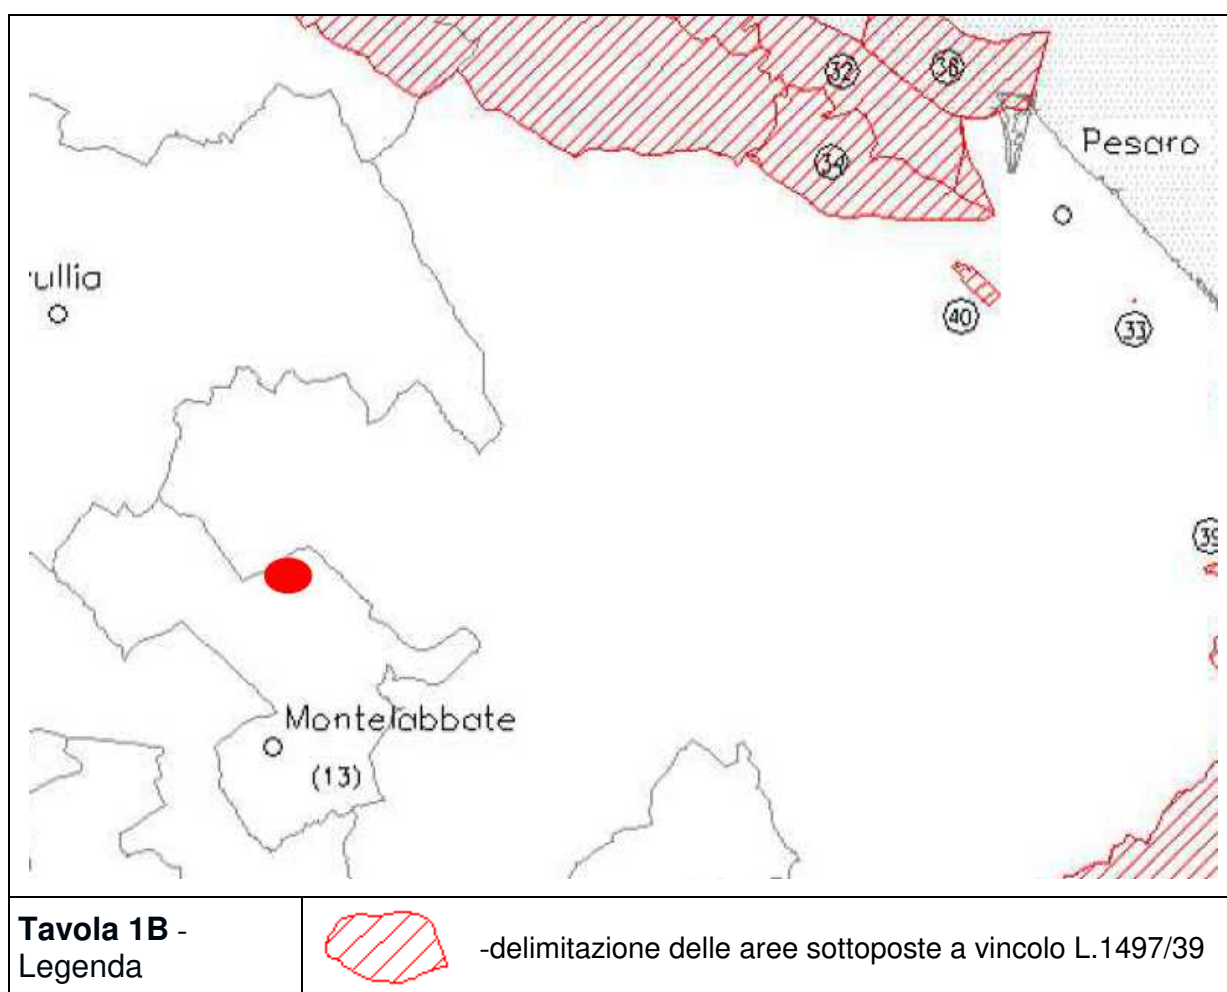 32
36
Pesaro
34
ullia
40
33
39
Montelabbate
(13)
Tavola 1B -
Legenda
-delimitazione delle aree sottoposte a vincolo L.1497/39